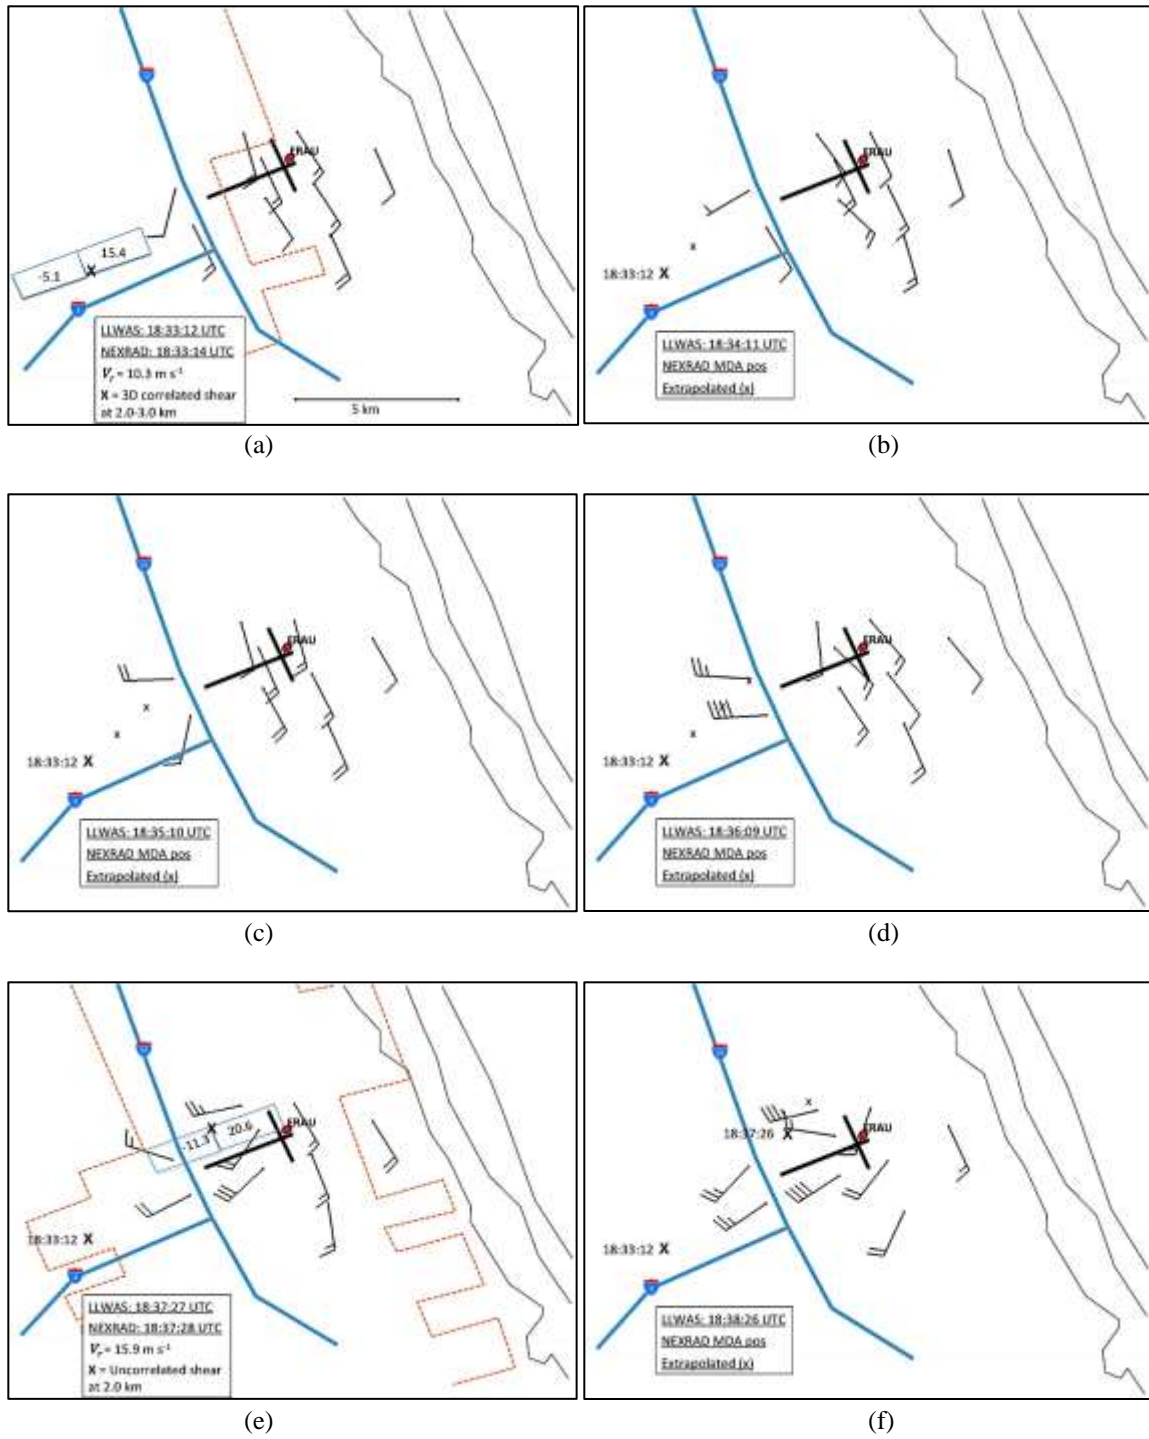 ERAU
15.4
-5.1
X
LLWAS: 18:33:12 UTC
NEXRAD: 18:33:14 UTC
Vr = 10.3 m s-1
X = 3D correlated shear
at 2.0-3.0 km
5 km
(a)
ERAU
x
18:33:12 X
LLWAS: 18:34:11 UTC
NEXRAD MDA pos
Extrapolated (x)
(b)
ERAU
x
x
18:33:12 X
LLWAS: 18:35:10 UTC
NEXRAD MDA pos
Extrapolated (x)
(c)
ERAU
x
18:33:12 X
LLWAS: 18:36:09 UTC
NEXRAD MDA pos
Extrapolated (x)
(d)
ERAU
X
-11.3
20.6
18:33:12 X
LLWAS: 18:37:27 UTC
NEXRAD: 18:37:28 UTC
Vr = 15.9 m s-1
X = Uncorrelated shear
at 2.0 km
(e)
x
ERAU
18:37:26 X
18:33:12 X
LLWAS: 18:38:26 UTC
NEXRAD MDA pos
Extrapolated (x)
(f)